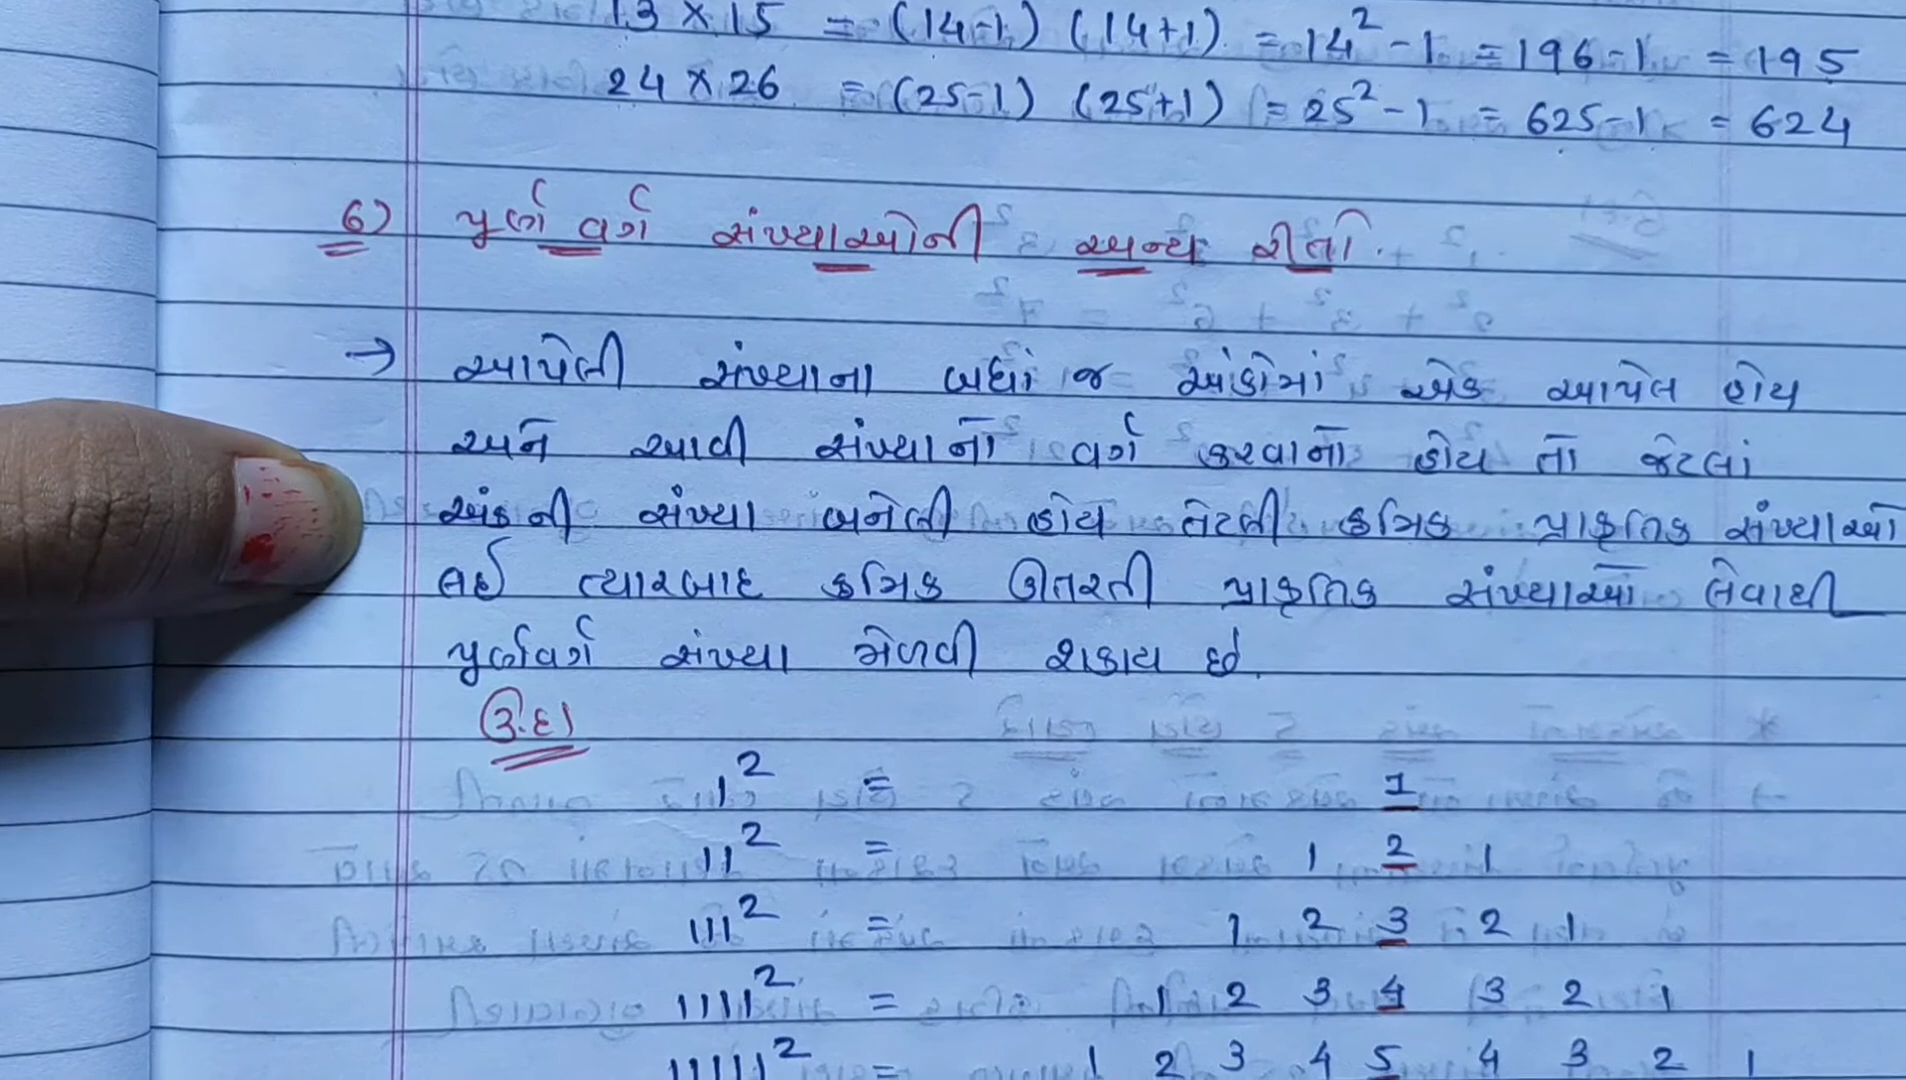 13 × 15 = (14-1) (14+1) = 14² - 1 = 196 - 1 = 195
24 × 26 = (25-1) (25+1) = 25² - 1 = 625 - 1 = 624
6) પૂર્ણ વર્ગ સંખ્યાઓની અન્ય રીતો.
→ આપેલી સંખ્યાના બધાં જ અંકોમાં એક આપેલ હોય
અને આવી સંખ્યાનો વર્ગ કરવાનો હોય તો જેટલાં
અંકની સંખ્યા બનેલી હોય તેટલી ક્રમિક પ્રાકૃતિક સંખ્યાઓ
લઈ ત્યારબાદ ક્રમિક ઊતરતી પ્રાકૃતિક સંખ્યાઓ લેવાથી
પૂર્ણવર્ગ સંખ્યા મેળવી શકાય છે.
ઉ.દા
1² = 1
11² = 1 2 1
111² = 1 2 3 2 1
1111² = 1 2 3 4 3 2 1
11111² = 1 2 3 4 5 4 3 2 1